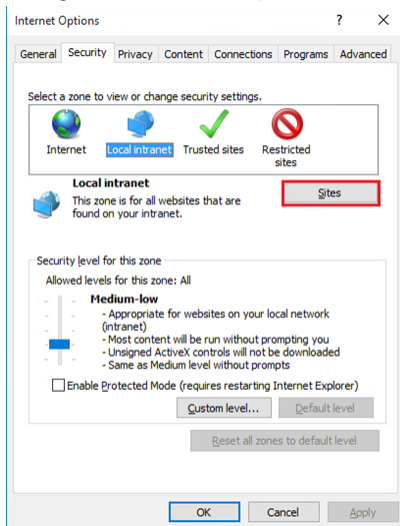 Internet Options
?
X
General Security Privacy Content Connections Programs Advanced
Select a zone to view or change security settings.
Internet Local intranet Trusted sites Restricted
sites
Local intranet
Sites
This zone is for all websites that are
found on your intranet.
Security level for this zone
Allowed levels for this zone: All
Medium-low
- Appropriate for websites on your local network
(intranet)
- Most content will be run without prompting you
- Unsigned ActiveX controls will not be downloaded
- Same as Medium level without prompts
Enable Protected Mode (requires restarting Internet Explorer)
Custom level... Default level
Reset all zones to default level
OK Cancel Apply